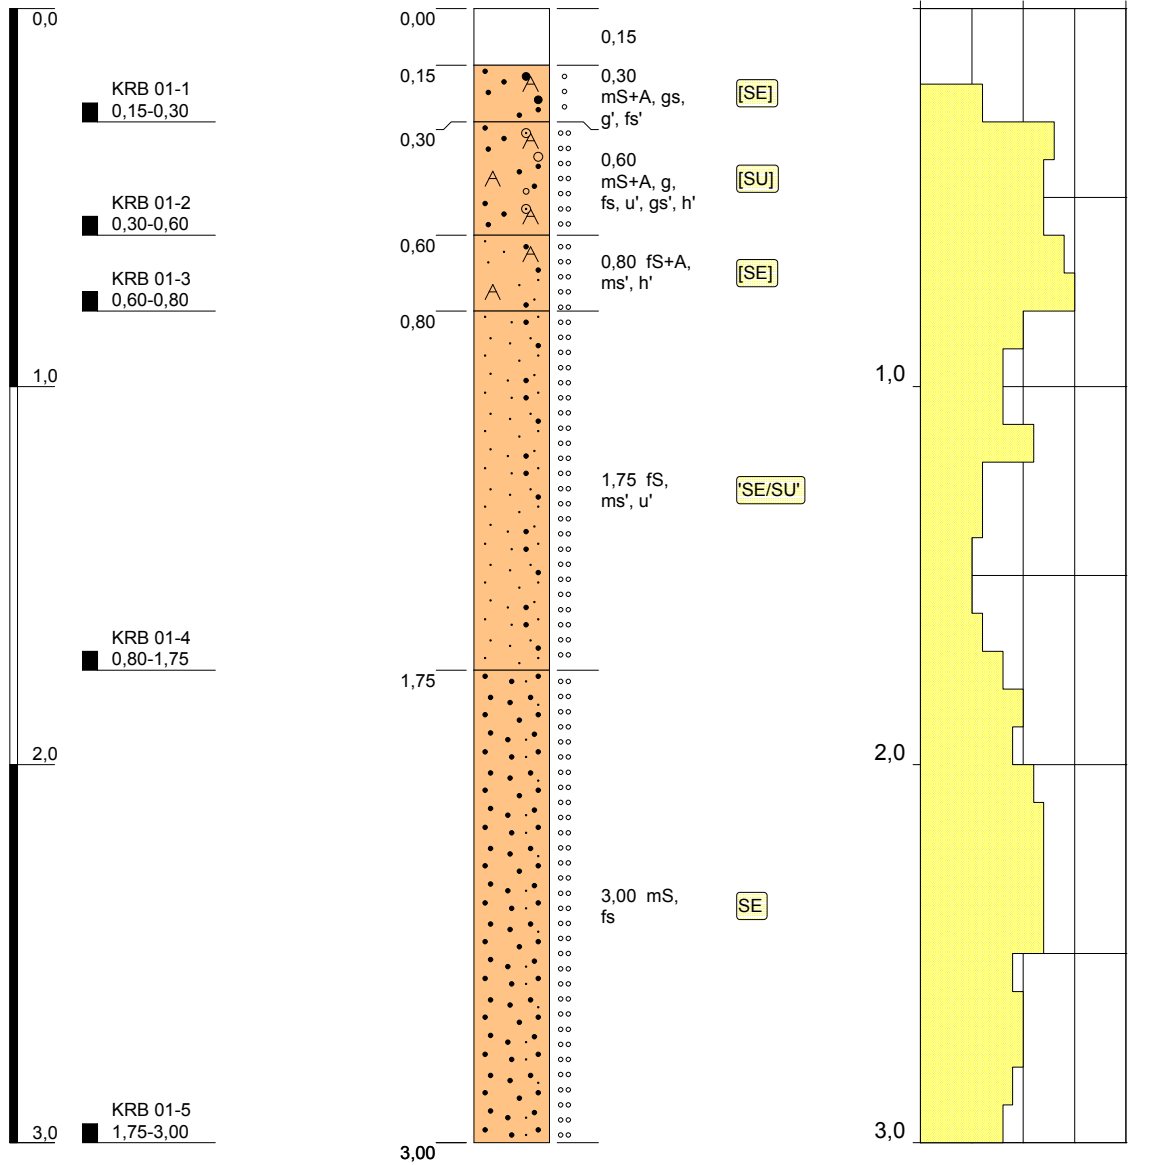 0,0
0,00
0,15
KRB 01-1
0,15-0,30
0,15
0,30
mS+A, gs,
g', fs'
[SE]
KRB 01-2
0,30-0,60
0,30
A
A
A
A
0,60
mS+A, g,
fs, u', gs', h'
[SU]
KRB 01-3
0,60-0,80
0,60
A
A
0,80 fS+A,
ms', h'
[SE]
0,80
1,0
1,0
1,75 fS,
ms', u'
'SE/SU'
KRB 01-4
0,80-1,75
1,75
2,0
2,0
3,00 mS,
fs
SE
KRB 01-5
1,75-3,00
3,0
3,00
3,0